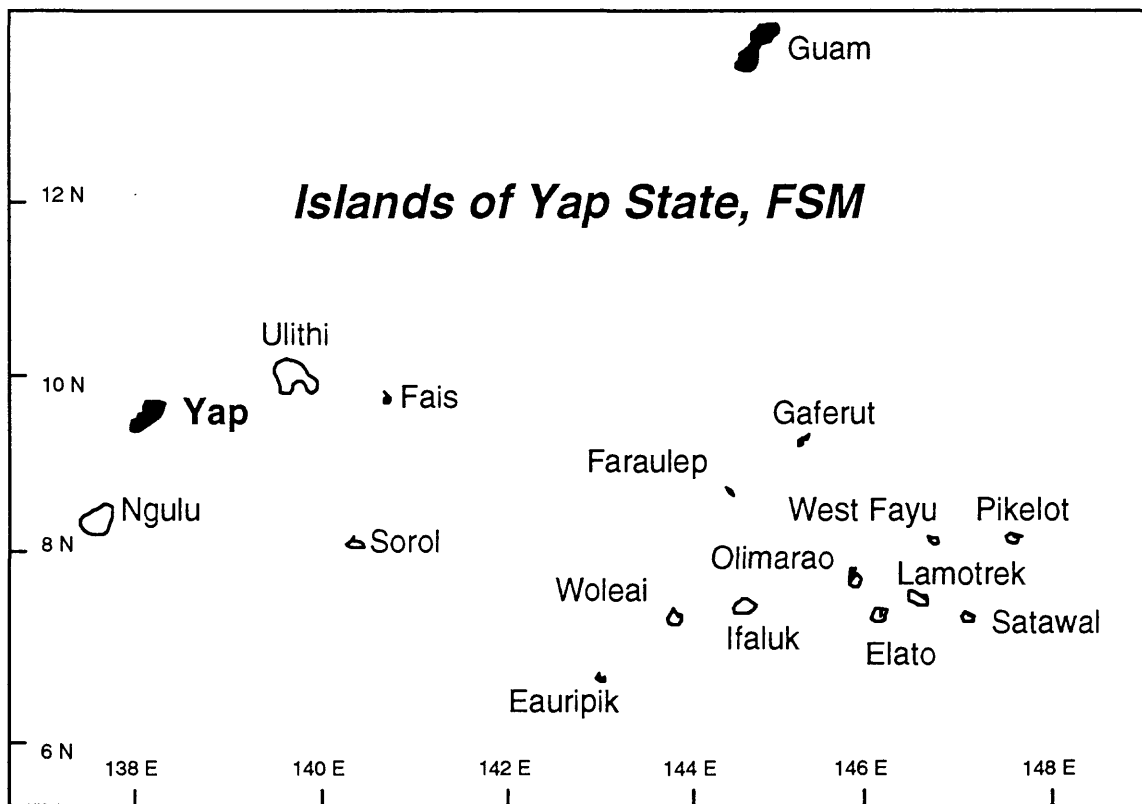 Guam
12 N
Islands of Yap State, FSM
Ulithi
10 N
Fais
Yap
Gaferut
Faraulep
Ngulu
West Fayu
Pikelot
8 N
Sorol
Olimarao
Lamotrek
Woleai
Ifaluk
Satawal
Elato
Eauripik
6 N
138 E
140 E
142 E
144 E
146 E
148 E